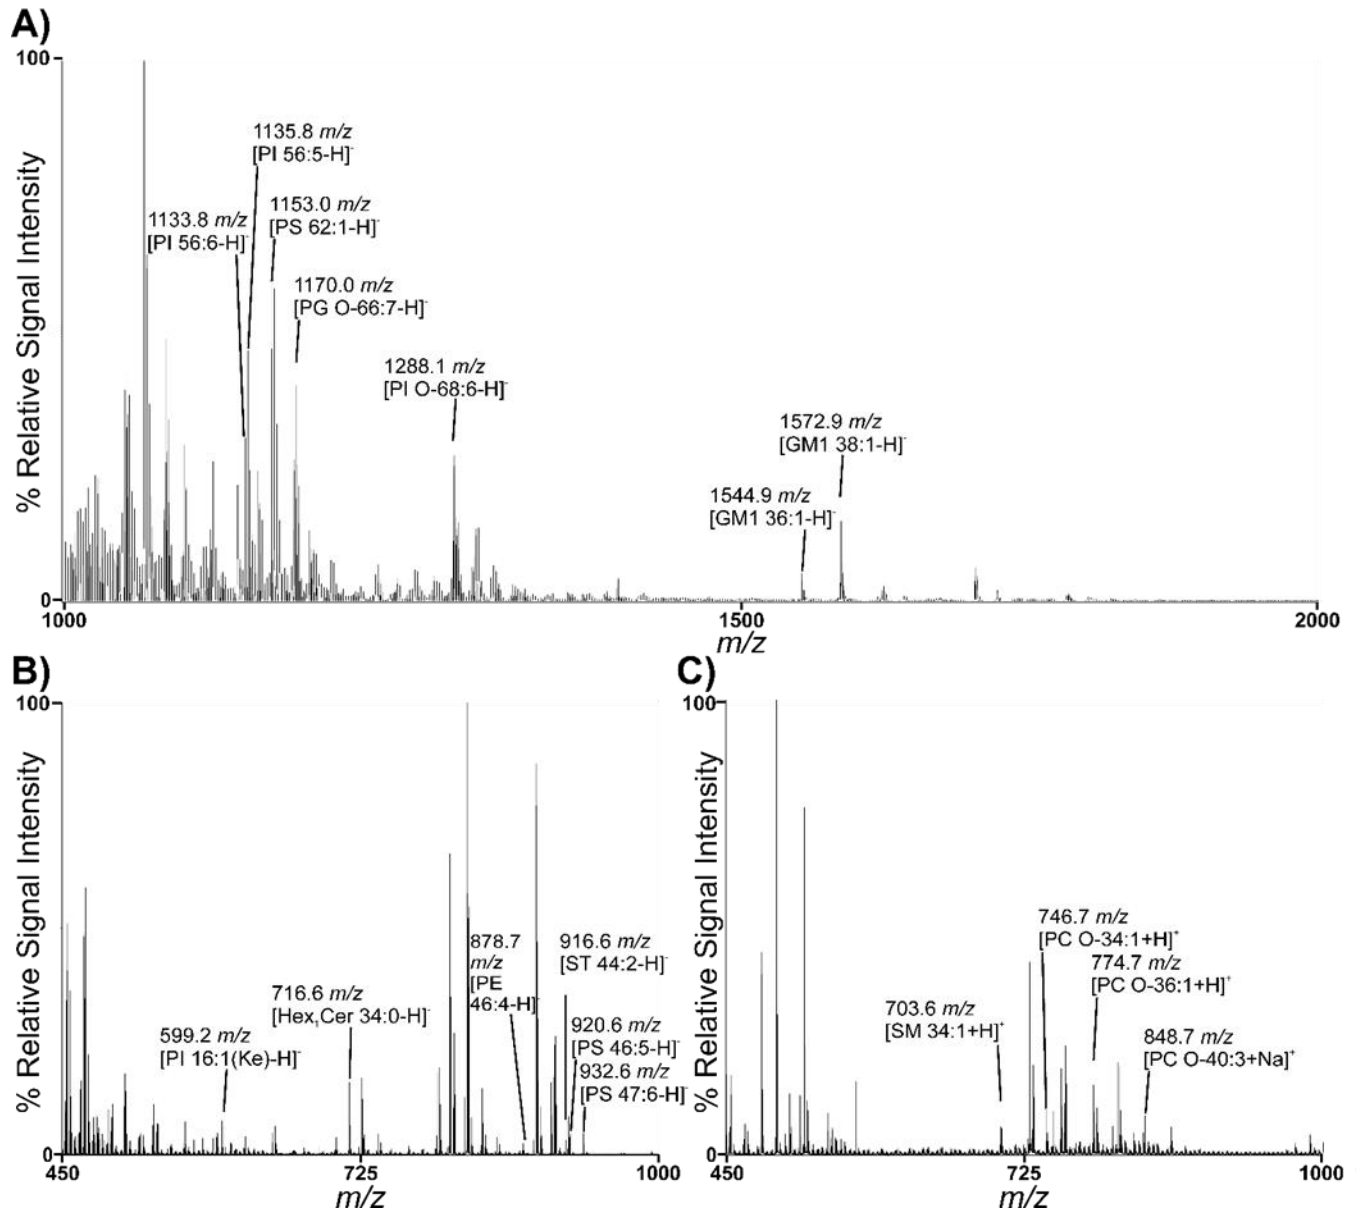 A)
100
% Relative Signal Intensity
1135.8 m/z
[PI 56:5-H]-
1153.0 m/z
[PS 62:1-H]-
1133.8 m/z
[PI 56:6-H]-
1170.0 m/z
[PG O-66:7-H]-
1288.1 m/z
[PI O-68:6-H]-
1572.9 m/z
[GM1 38:1-H]-
1544.9 m/z
[GM1 36:1-H]-
0
1000
1500
2000
m/z
B)
100
% Relative Signal Intensity
878.7
m/z
[PE
46:4-H]-
916.6 m/z
[ST 44:2-H]-
716.6 m/z
[Hex1Cer 34:0-H]-
599.2 m/z
[PI 16:1(Ke)-H]-
920.6 m/z
[PS 46:5-H]-
932.6 m/z
[PS 47:6-H]-
0
450
725
1000
m/z
C)
100
% Relative Signal Intensity
746.7 m/z
[PC O-34:1+H]+
774.7 m/z
[PC O-36:1+H]+
703.6 m/z
[SM 34:1+H]+
848.7 m/z
[PC O-40:3+Na]+
0
450
725
1000
m/z